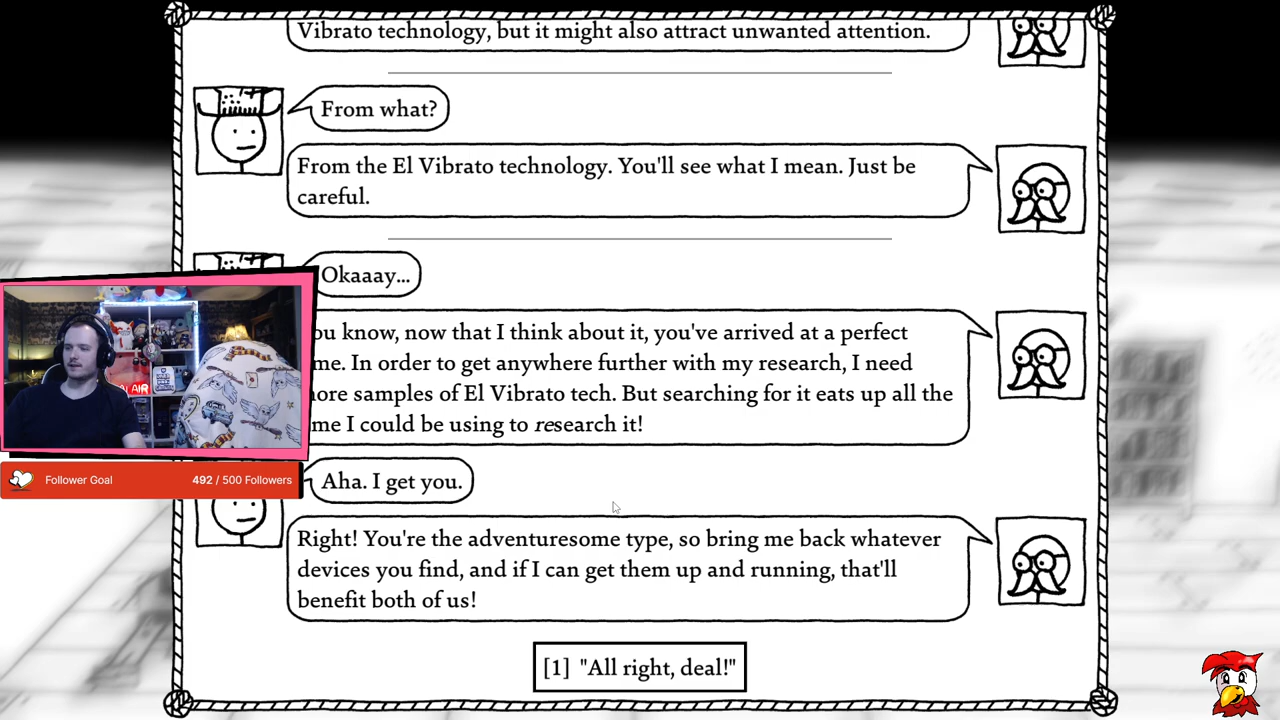 Vibrato technology, but it might also attract unwanted attention.
From what?
From the El Vibrato technology. You'll see what I mean. Just be
careful.
Okaaay...
ou know, now that I think about it, you've arrived at a perfect
me. In order to get anywhere further with my research, I need
ore samples of El Vibrato tech. But searching for it eats up all the
me I could be using to research it!
Follower Goal 492 / 500 Followers
Aha. I get you.
Right! You're the adventuresome type, so bring me back whatever
devices you find, and if I can get them up and running, that'll
benefit both of us!
[1] "All right, deal!"